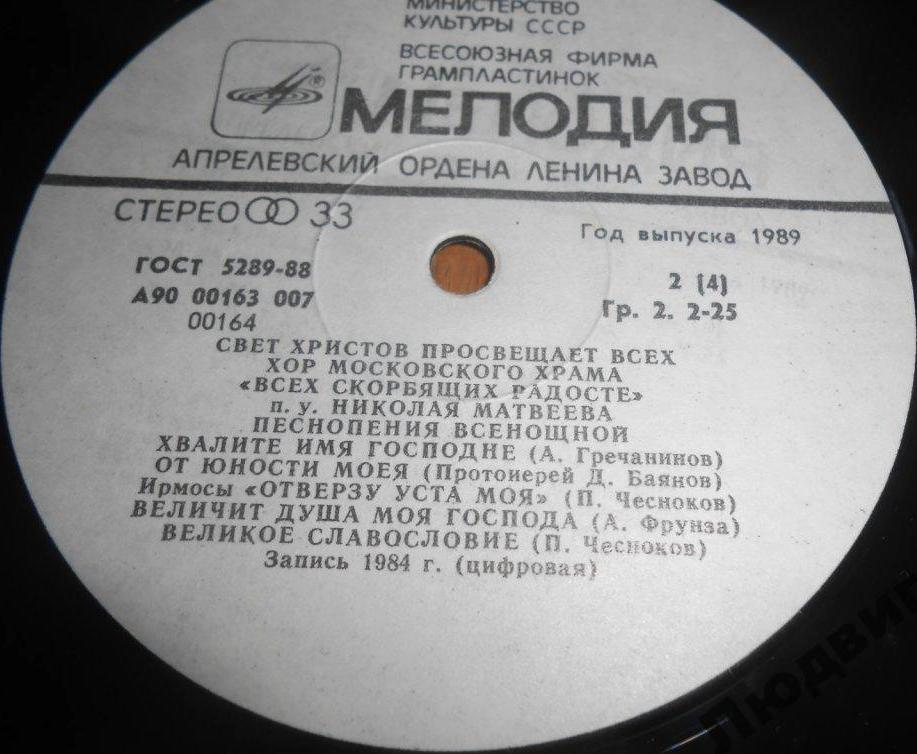 МИНИСТЕРСТВО
КУЛЬТУРЫ СССР
ВСЕСОЮЗНАЯ ФИРМА
ГРАМПЛАСТИНОК
МЕЛОДИЯ
АПРЕЛЕВСКИЙ ОРДЕНА ЛЕНИНА ЗАВОД
СТЕРЕО 33
Год выпуска 1989
ГОСТ 5289-88
2 (4)
А90 00163 007
Гр. 2. 2-25
00164
СВЕТ ХРИСТОВ ПРОСВЕЩАЕТ ВСЕХ
ХОР МОСКОВСКОГО ХРАМА
«ВСЕХ СКОРБЯЩИХ РАДОСТЕ»
п. у. НИКОЛАЯ МАТВЕЕВА
ПЕСНОПЕНИЯ ВСЕНОЩНОЙ
ХВАЛИТЕ ИМЯ ГОСПОДНЕ (А. Гречанинов)
ОТ ЮНОСТИ МОЕЯ (Протоиерей Д. Баянов)
Ирмосы «ОТВЕРЗУ УСТА МОЯ» (П. Чесноков)
ВЕЛИЧИТ ДУША МОЯ ГОСПОДА (А. Фрунза)
ВЕЛИКОЕ СЛАВОСЛОВИЕ (П. Чесноков)
Запись 1984 г. (цифровая)